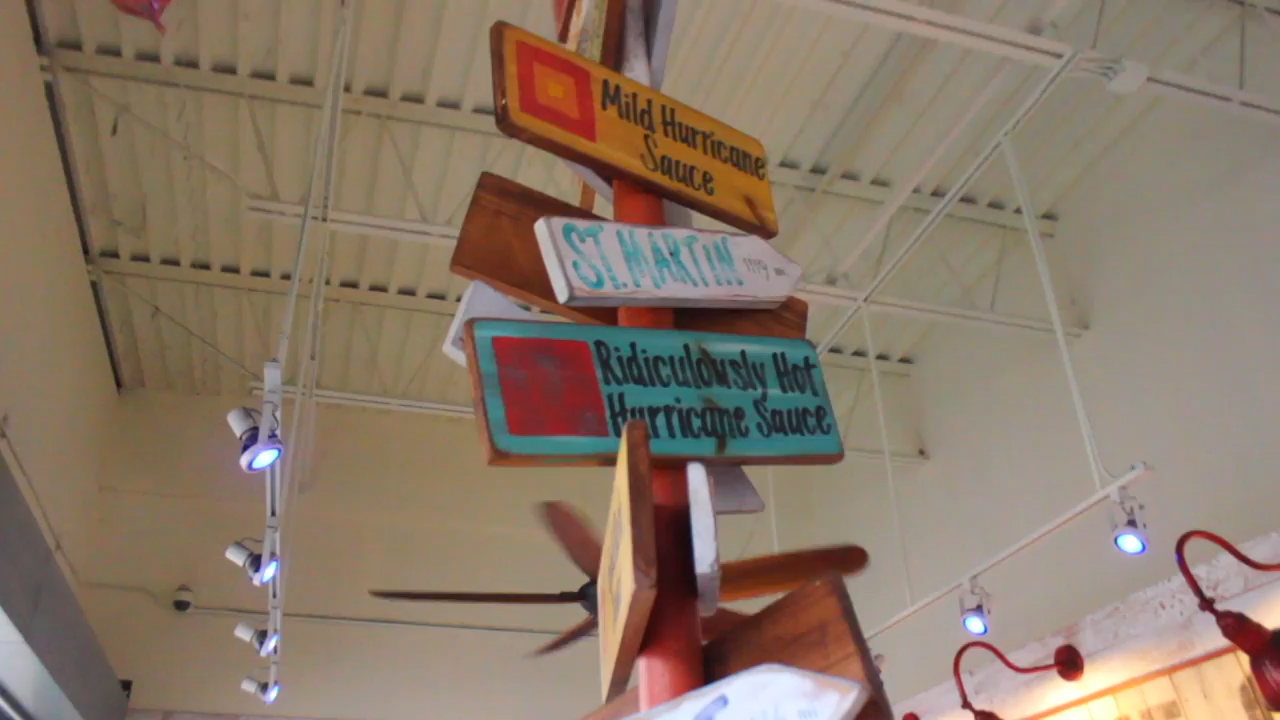 Mild Hurricane
Sauce
ST. MARTIN
Ridiculously Hot
Hurricane Sauce